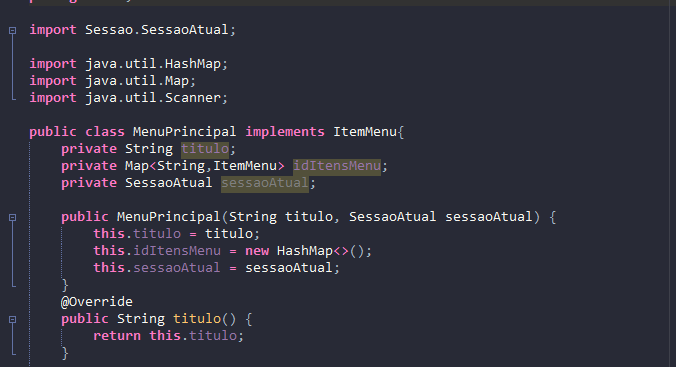 import Sessao.SessaoAtual;
import java.util.HashMap;
import java.util.Map;
import java.util.Scanner;
public class MenuPrincipal implements ItemMenu{
private String titulo;
private Map<String,ItemMenu> idItensMenu;
private SessaoAtual sessaoAtual;
public MenuPrincipal(String titulo, SessaoAtual sessaoAtual) {
this.titulo = titulo;
this.idItensMenu = new HashMap<>();
this.sessaoAtual = sessaoAtual;
}
@Override
public String titulo() {
return this.titulo;
}